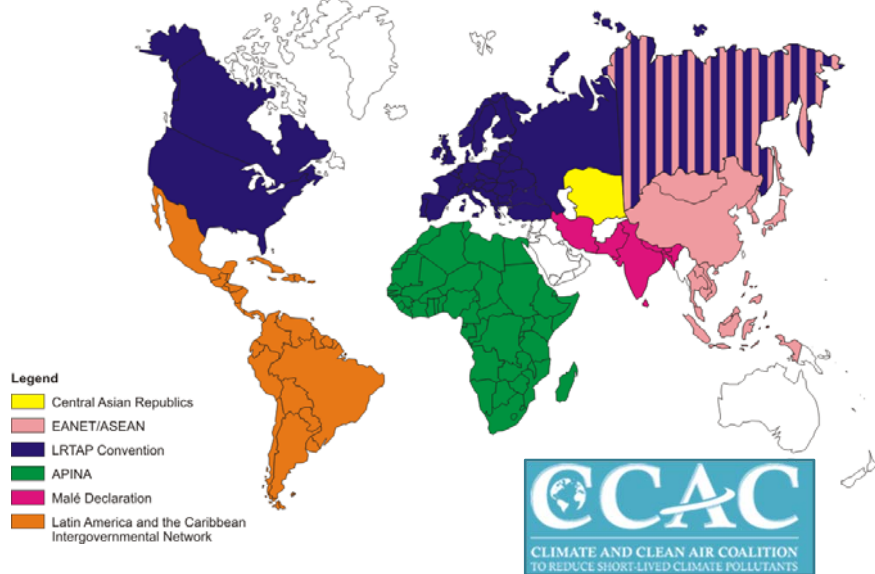 Legend
Central Asian Republics
EANET/ASEAN
LRTAP Convention
APINA
Malé Declaration
Latin America and the Caribbean
Intergovernmental Network
CCAC
CLIMATE AND CLEAN AIR COALITION
TO REDUCE SHORT-LIVED CLIMATE POLLUTANTS